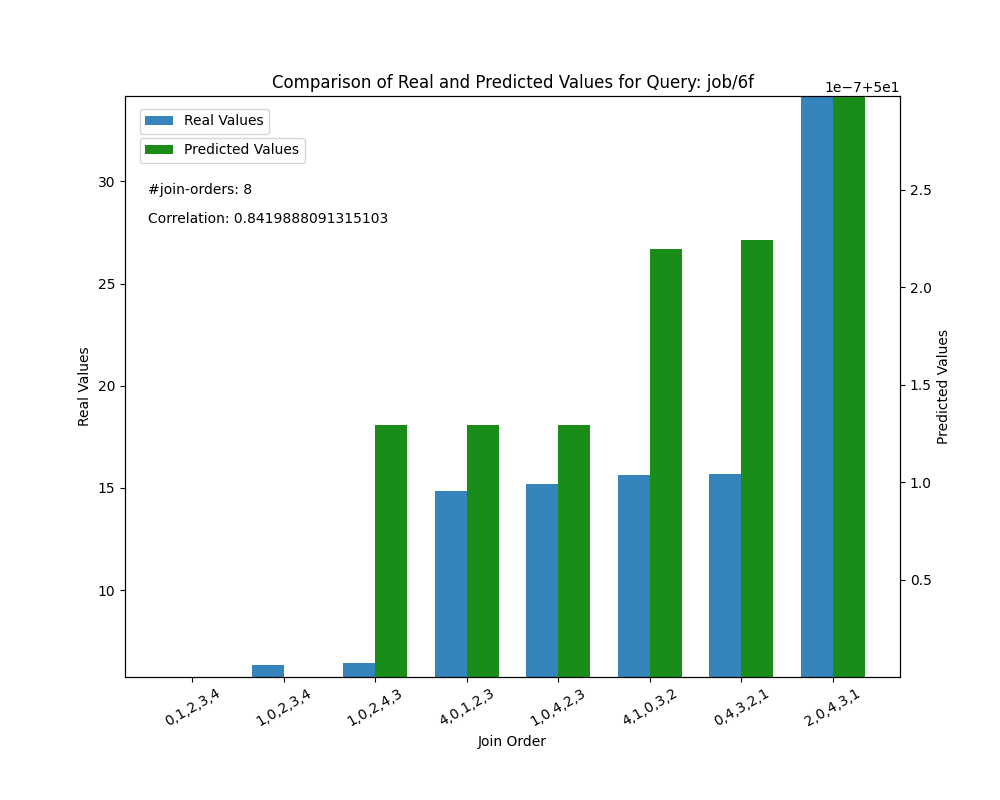 Comparison of Real and Predicted Values for Query: job/6f
1e−7+5e1
Real Values
Predicted Values
#join-orders: 8
Correlation: 0.8419888091315103
30
25
20
15
10
Real Values
2.5
2.0
1.5
1.0
0.5
Predicted Values
0,1,2,3,4
1,0,2,3,4
1,0,2,4,3
4,0,1,2,3
1,0,4,2,3
4,1,0,3,2
0,4,3,2,1
2,0,4,3,1
Join Order